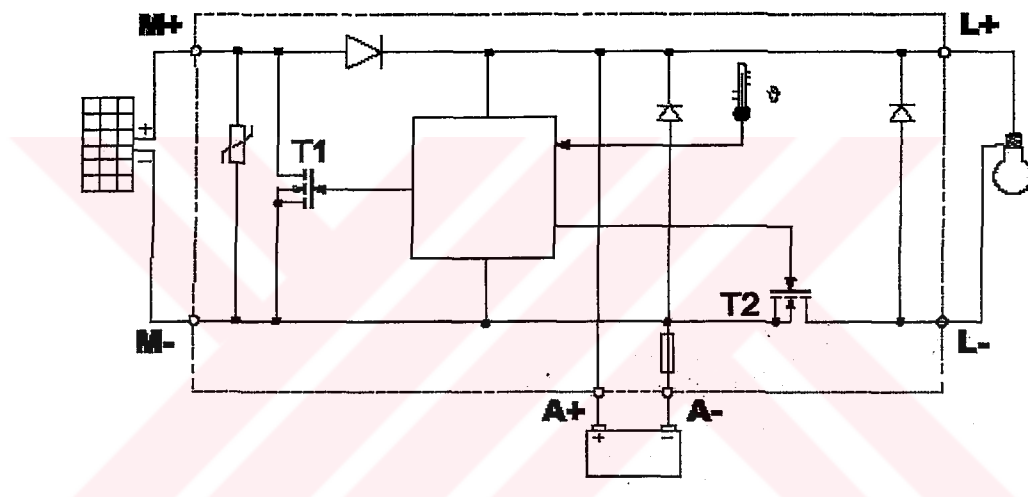 M+
L+
+
−
T1
T2
M-
L-
A+
A-
+
−